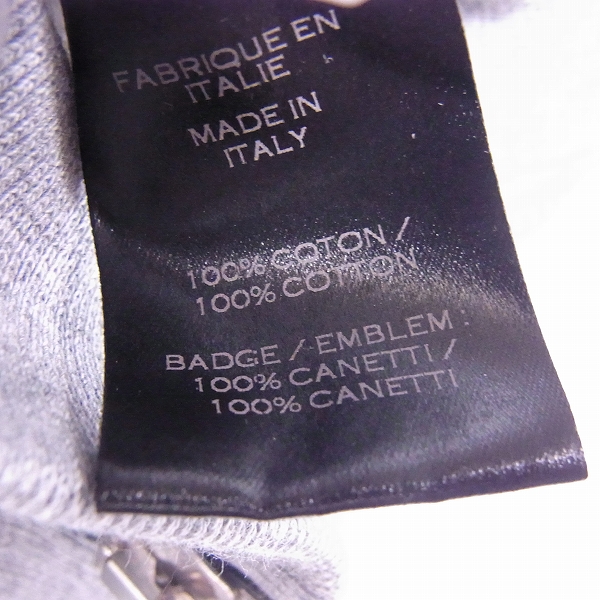 FABRIQUE EN
ITALIE
MADE IN
ITALY
100% COTON /
100% COTTON
BADGE / EMBLEM :
100% CANETTI /
100% CANETTI